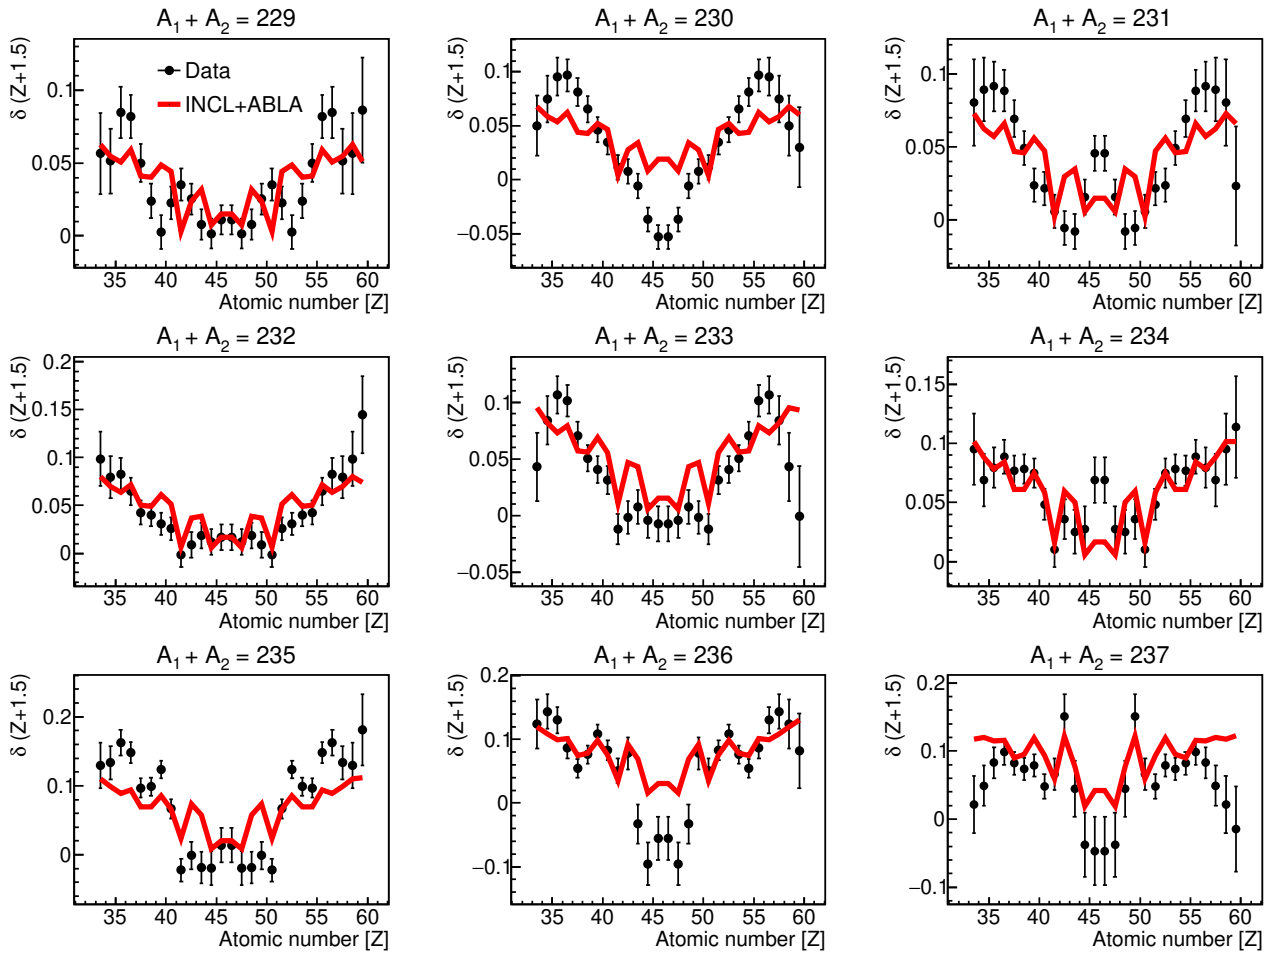 A₁ + A₂ = 229
δ (Z+1.5)
0.1
0.05
0
Data
INCL+ABLA
35 40 45 50 55 60
Atomic number [Z]
A₁ + A₂ = 230
δ (Z+1.5)
0.1
0.05
0
−0.05
35 40 45 50 55 60
Atomic number [Z]
A₁ + A₂ = 231
δ (Z+1.5)
0.1
0.05
0
35 40 45 50 55 60
Atomic number [Z]
A₁ + A₂ = 232
δ (Z+1.5)
0.2
0.15
0.1
0.05
0
35 40 45 50 55 60
Atomic number [Z]
A₁ + A₂ = 233
δ (Z+1.5)
0.1
0.05
0
−0.05
35 40 45 50 55 60
Atomic number [Z]
A₁ + A₂ = 234
δ (Z+1.5)
0.15
0.1
0.05
0
35 40 45 50 55 60
Atomic number [Z]
A₁ + A₂ = 235
δ (Z+1.5)
0.2
0.1
0
35 40 45 50 55 60
Atomic number [Z]
A₁ + A₂ = 236
δ (Z+1.5)
0.2
0.1
0
−0.1
35 40 45 50 55 60
Atomic number [Z]
A₁ + A₂ = 237
δ (Z+1.5)
0.2
0.1
0
−0.1
35 40 45 50 55 60
Atomic number [Z]